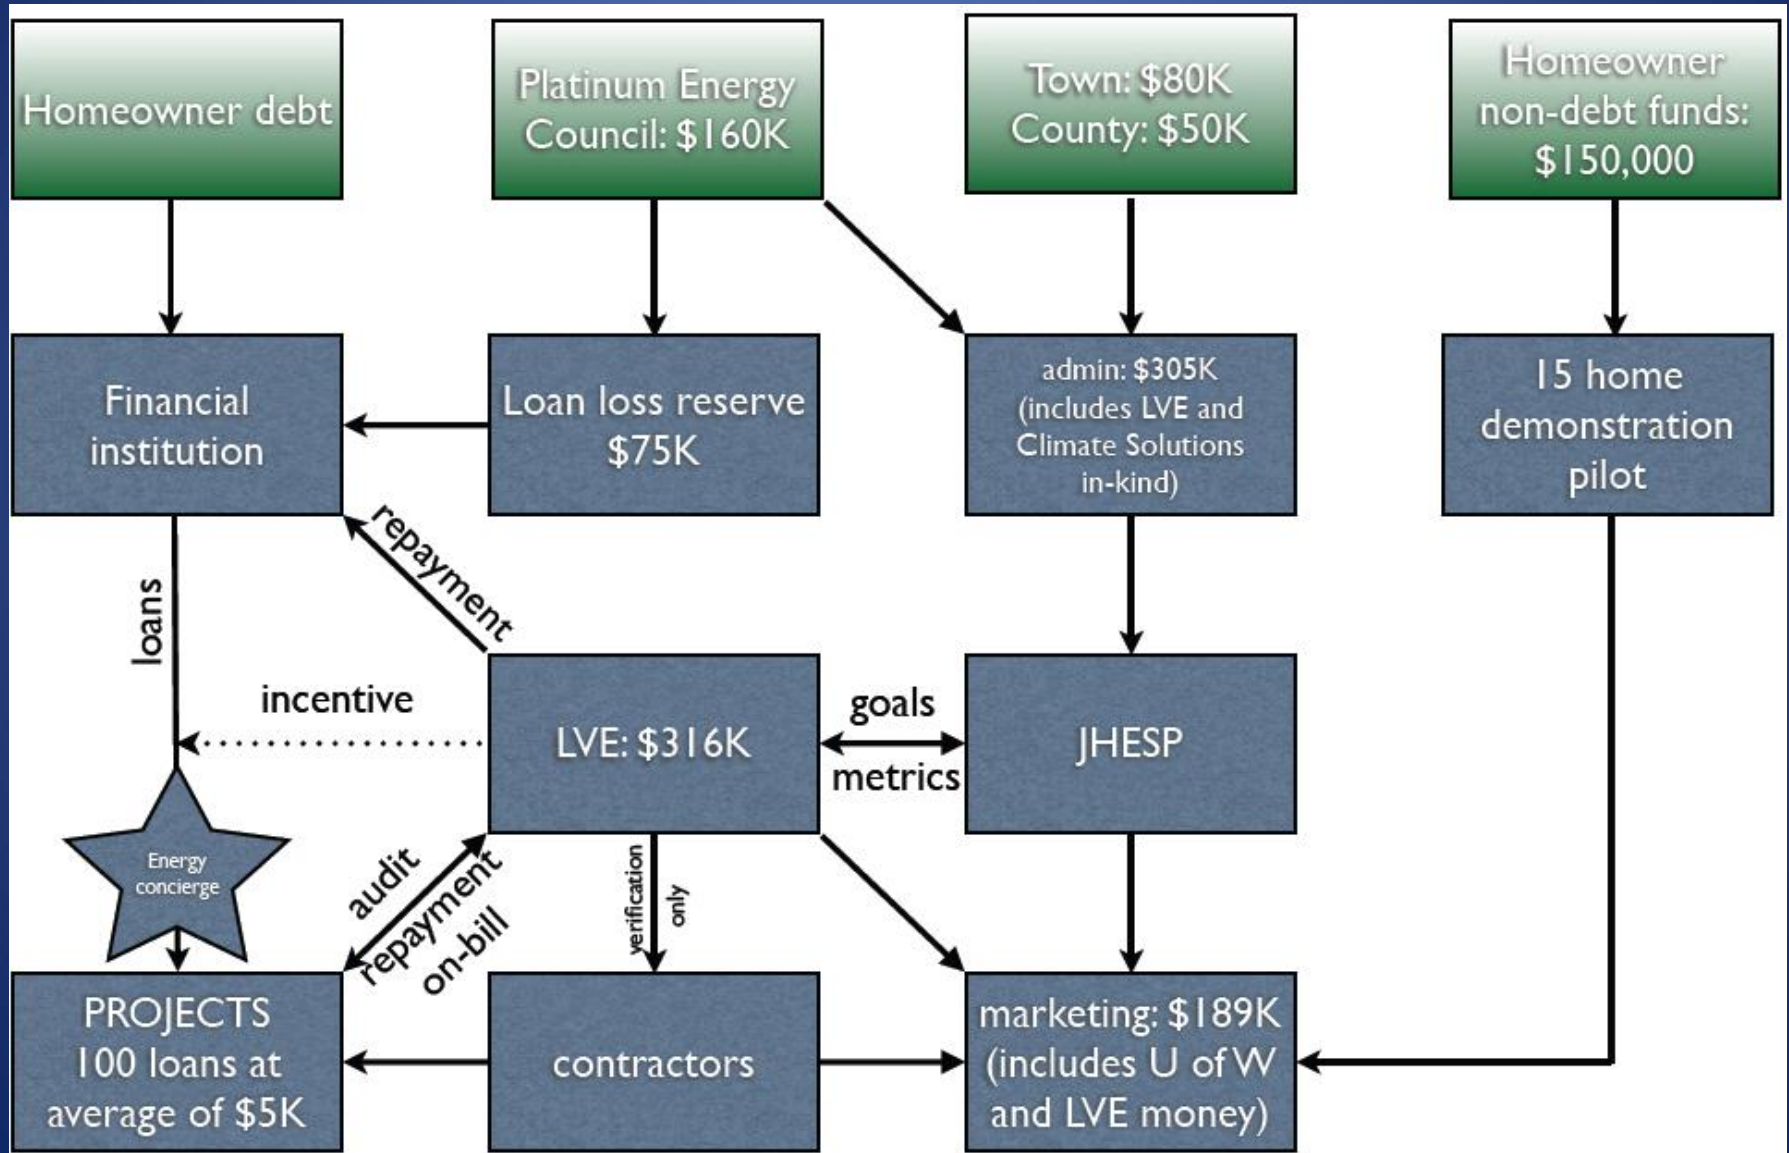 Homeowner debt
Platinum Energy
Council: $160K
Town: $80K
County: $50K
Homeowner
non-debt funds:
$150,000
Financial
institution
Loan loss reserve
$75K
admin: $305K
(includes LVE and
Climate Solutions
in-kind)
15 home
demonstration
pilot
repayment
loans
incentive
LVE: $316K
goals
metrics
JHESP
Energy
concierge
audit
repayment
on-bill
verification
only
PROJECTS
100 loans at
average of $5K
contractors
marketing: $189K
(includes U of W
and LVE money)